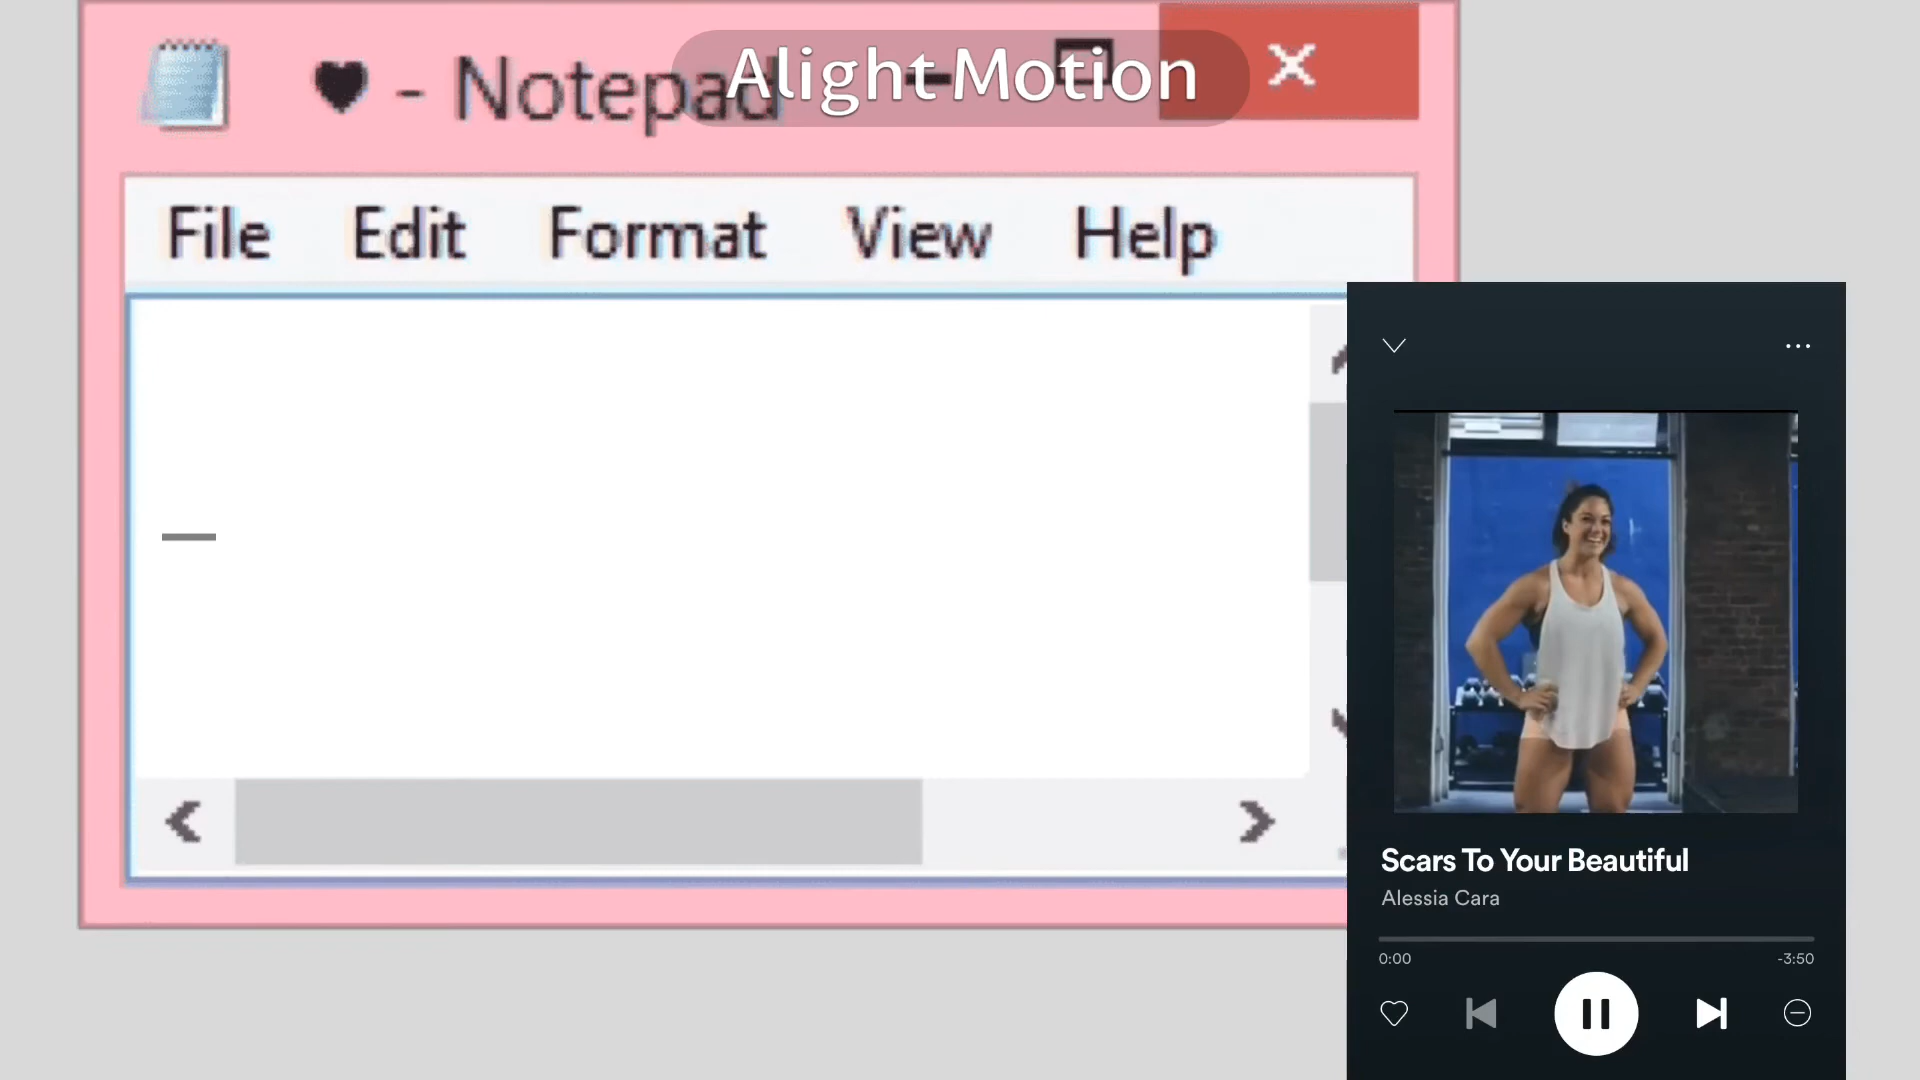 ♥ - Notepad
Alight Motion
File Edit Format View Help
Scars To Your Beautiful
Alessia Cara
0:00 -3:50